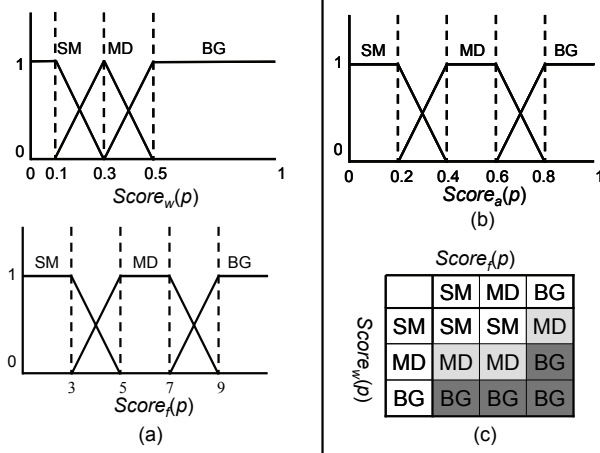 SM MD BG
1
0
0 0.1 0.3 0.5 1
Score_w(p)
SM MD BG
1
0
3 5 7 9
Score_f(p)
(a)
SM MD BG
1
0
0 0.2 0.4 0.6 0.8 1
Score_a(p)
(b)
Score_f(p)
Score_w(p)
SM MD BG
SM SM SM MD
MD MD MD BG
BG BG BG BG
(c)